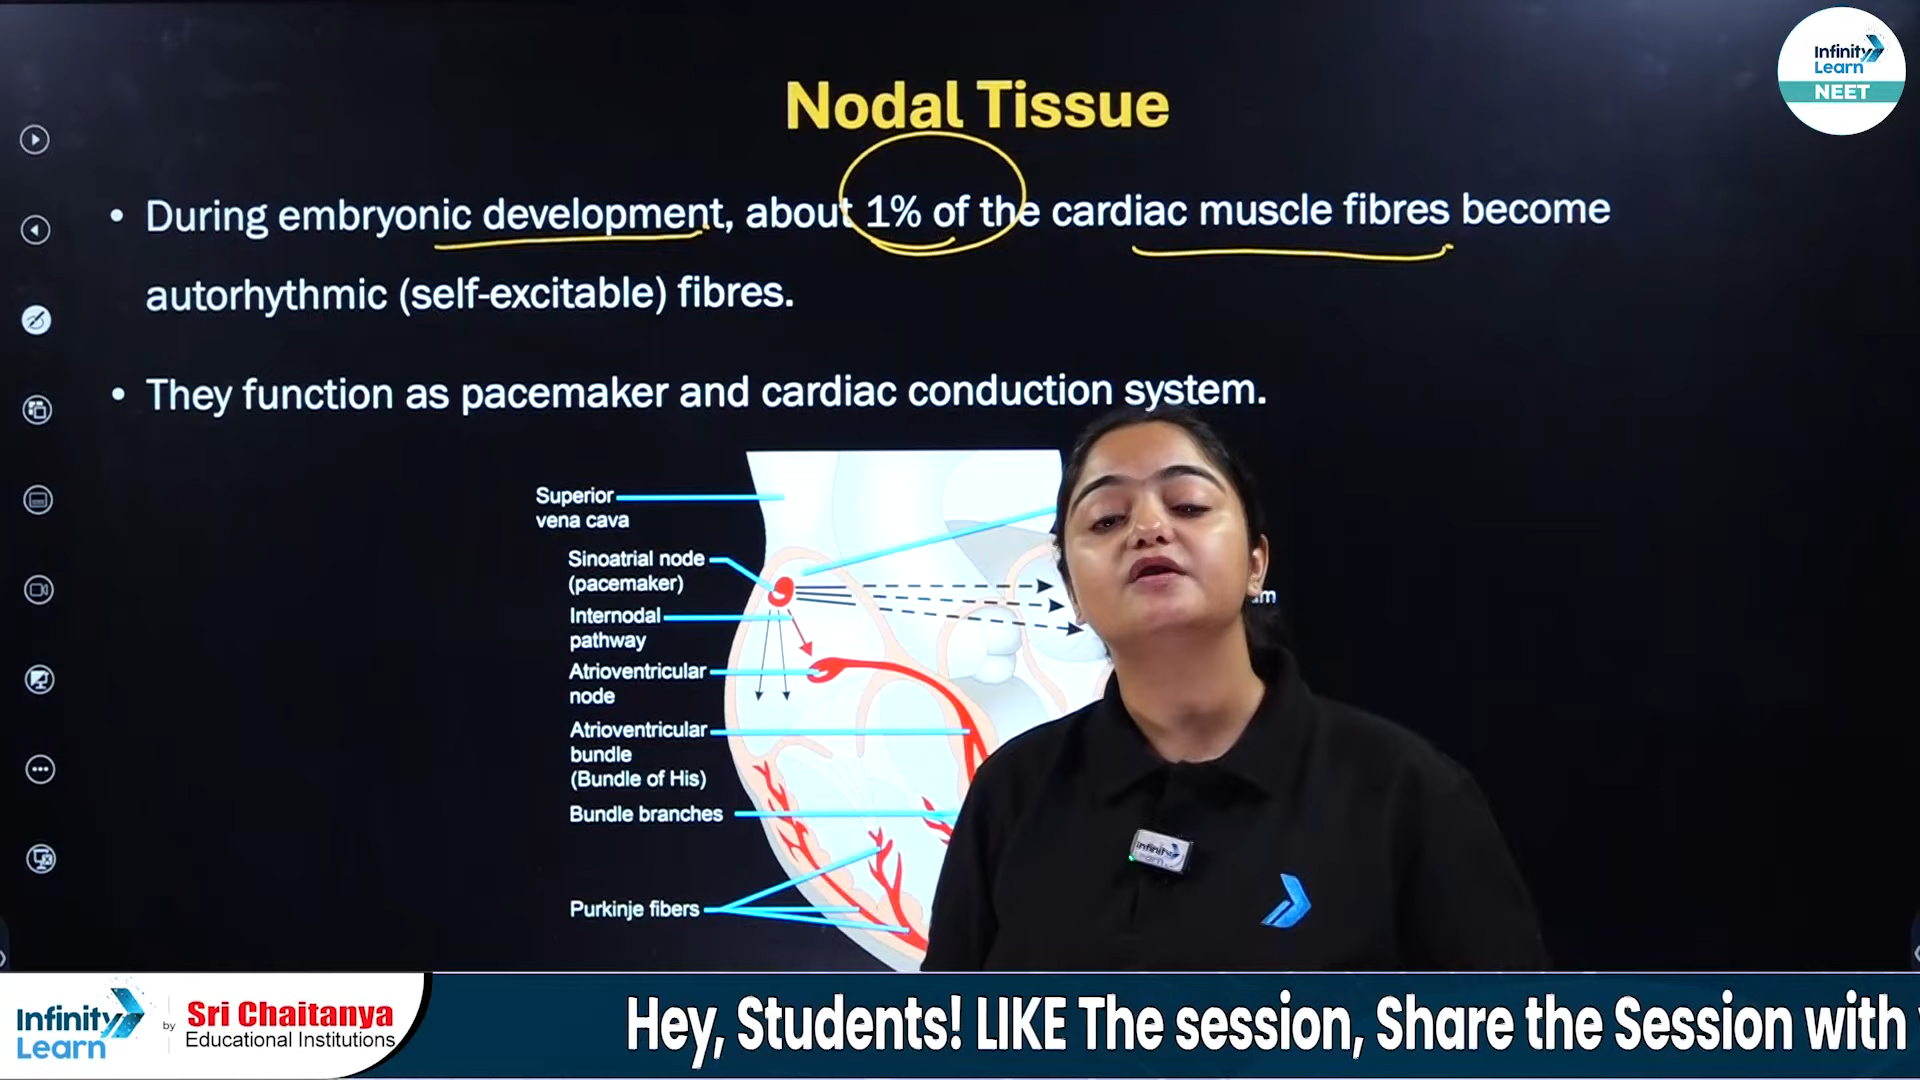 Infinity
Learn
NEET
Nodal Tissue
• During embryonic development, about 1% of the cardiac muscle fibres become
autorhythmic (self-excitable) fibres.
• They function as pacemaker and cardiac conduction system.
Superior
vena cava
Sinoatrial node
(pacemaker)
Internodal
pathway
Atrioventricular
node
Atrioventricular
bundle
(Bundle of His)
Bundle branches
Purkinje fibers
Infinity
Learn
Infinity
Learn
by
Sri Chaitanya
Educational Institutions
Hey, Students! LIKE The session, Share the Session with